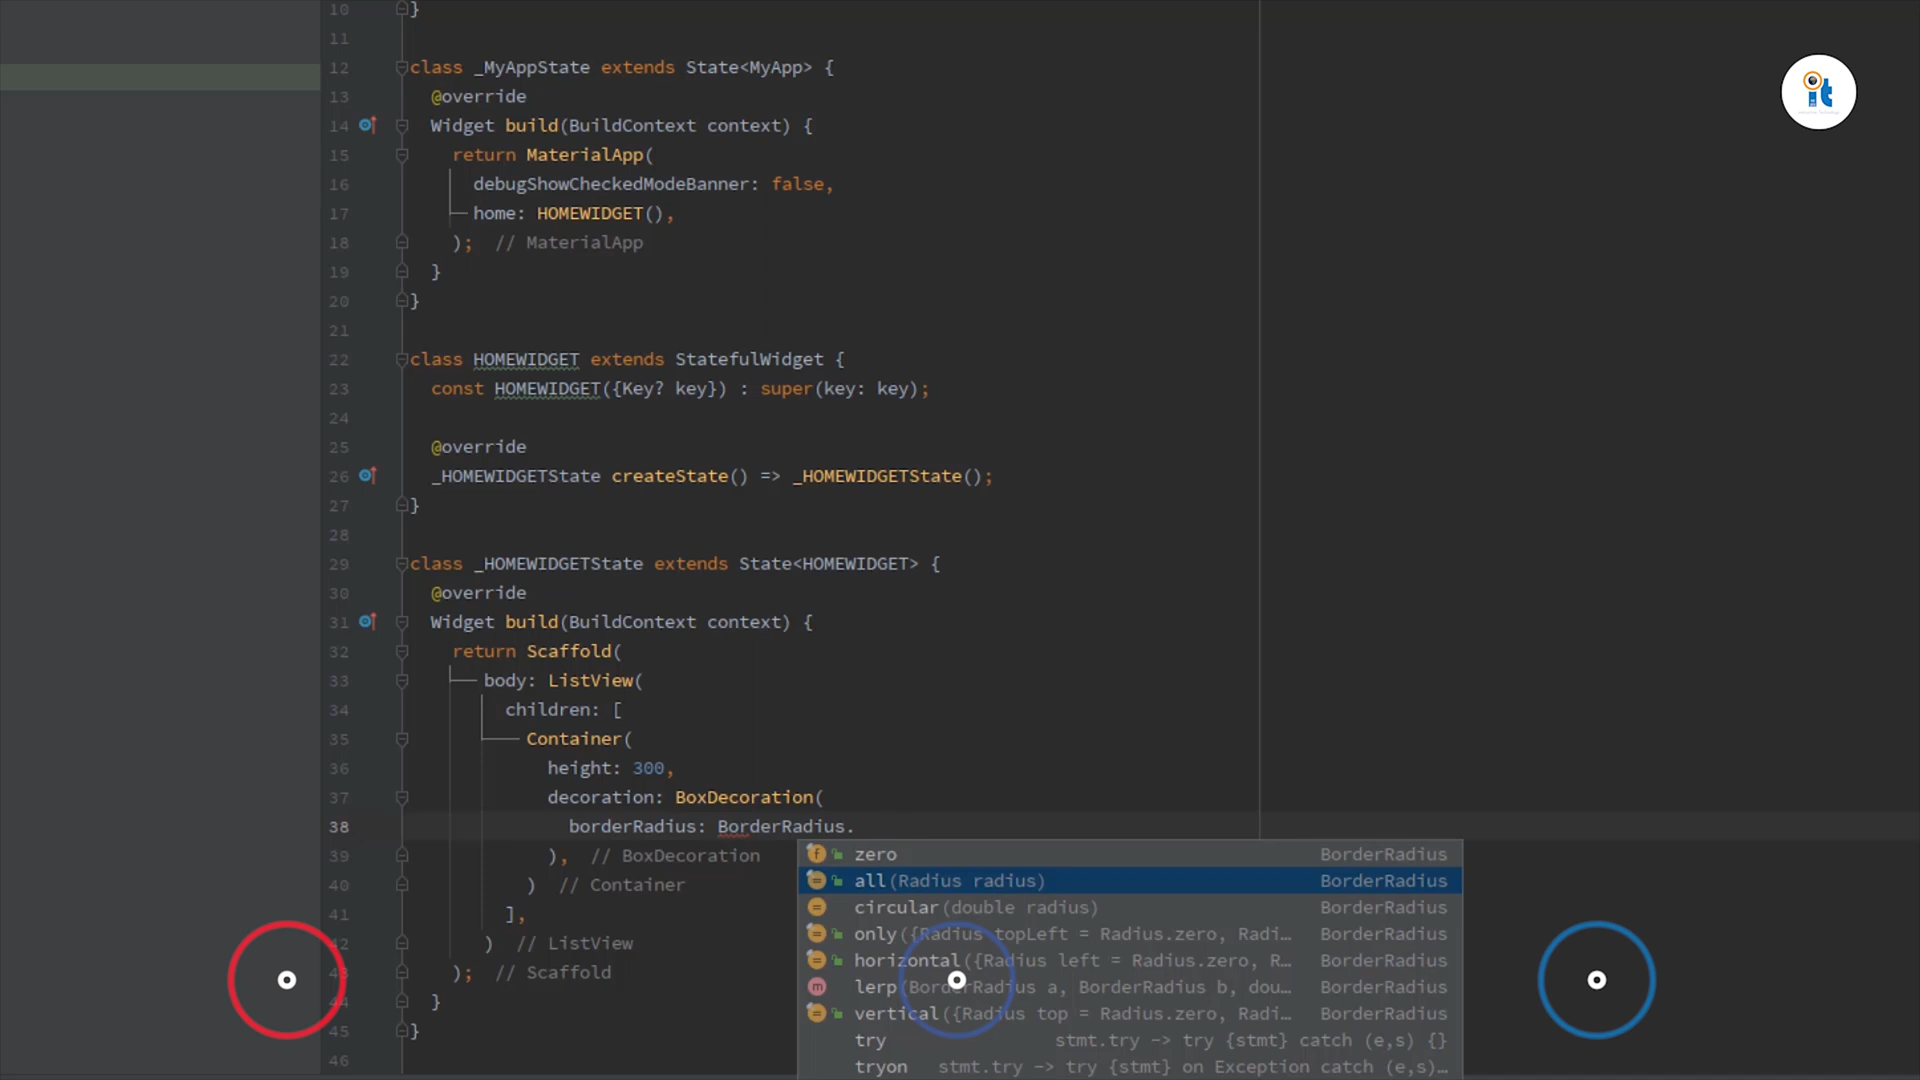 10 }
11
12 class _MyAppState extends State<MyApp> {
13 @override
14 Widget build(BuildContext context) {
15 return MaterialApp(
16 debugShowCheckedModeBanner: false,
17 home: HOMEWIDGET(),
18 ); // MaterialApp
19 }
20 }
21
22 class HOMEWIDGET extends StatefulWidget {
23 const HOMEWIDGET({Key? key}) : super(key: key);
24
25 @override
26 _HOMEWIDGETState createState() => _HOMEWIDGETState();
27 }
28
29 class _HOMEWIDGETState extends State<HOMEWIDGET> {
30 @override
31 Widget build(BuildContext context) {
32 return Scaffold(
33 body: ListView(
34 children: [
35 Container(
36 height: 300,
37 decoration: BoxDecoration(
38 borderRadius: BorderRadius.
39 ), // BoxDecoration
40 ) // Container
41 ],
42 ) // ListView
43 ); // Scaffold
44 }
45 }
46
zero BorderRadius
all(Radius radius) BorderRadius
circular(double radius) BorderRadius
only({Radius topLeft = Radius.zero, Radi… BorderRadius
horizontal({Radius left = Radius.zero, R… BorderRadius
lerp(BorderRadius a, BorderRadius b, dou… BorderRadius
vertical({Radius top = Radius.zero, Radi… BorderRadius
try stmt.try -> try {stmt} catch (e,s) {}
tryon stmt.try -> try {stmt} on Exception catch (e,s)…
it